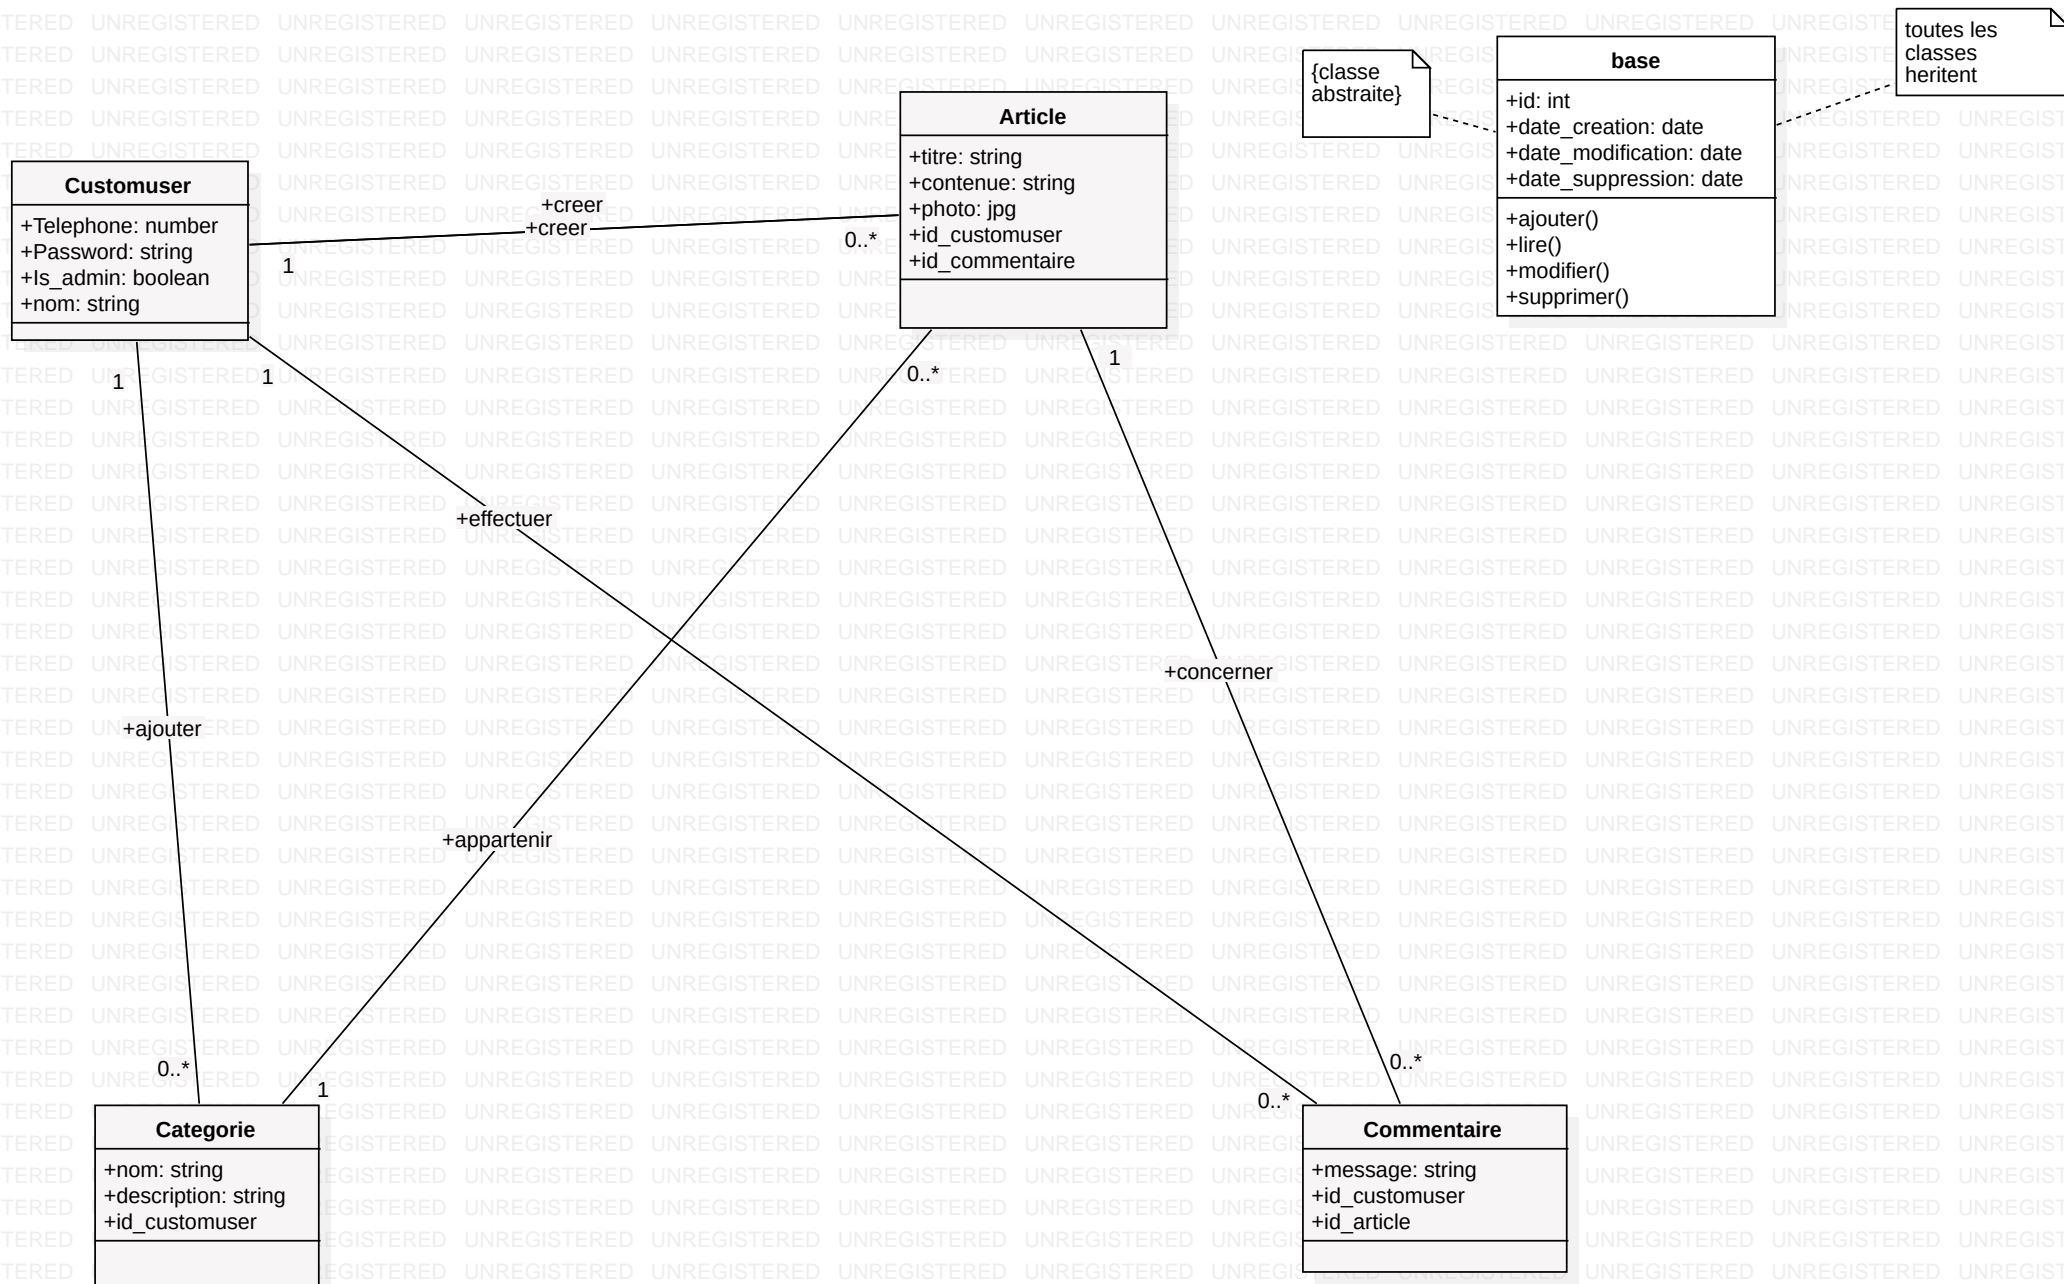 Customuser
+Telephone: number
+Password: string
+Is_admin: boolean
+nom: string
Article
+titre: string
+contenue: string
+photo: jpg
+id_customuser
+id_commentaire
{classe
abstraite}
base
+id: int
+date_creation: date
+date_modification: date
+date_suppression: date
+ajouter()
+lire()
+modifier()
+supprimer()
toutes les
classes
heritent
+creer
+creer
1
0..*
1
1
0..*
1
+effectuer
+concerner
+ajouter
+appartenir
0..*
1
0..*
0..*
Categorie
+nom: string
+description: string
+id_customuser
Commentaire
+message: string
+id_customuser
+id_article
UNREGISTERED